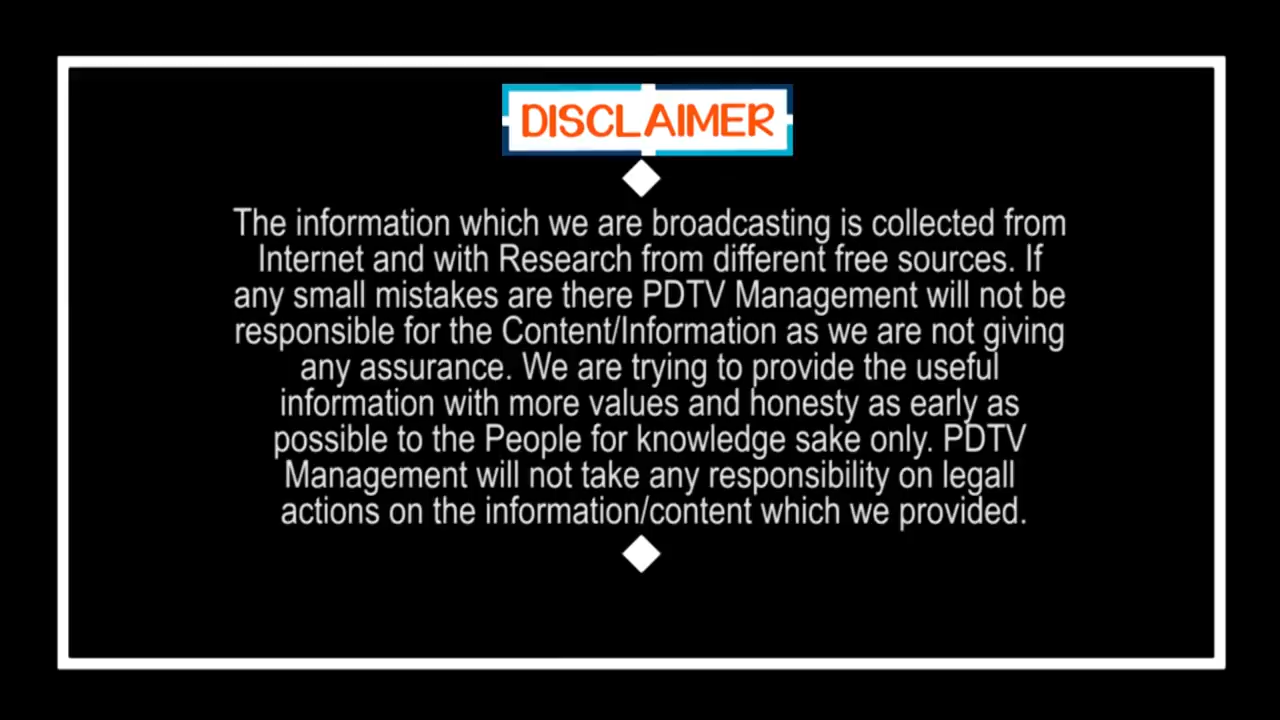 DISCLAIMER
The information which we are broadcasting is collected from
Internet and with Research from different free sources. If
any small mistakes are there PDTV Management will not be
responsible for the Content/Information as we are not giving
any assurance. We are trying to provide the useful
information with more values and honesty as early as
possible to the People for knowledge sake only. PDTV
Management will not take any responsibility on legall
actions on the information/content which we provided.